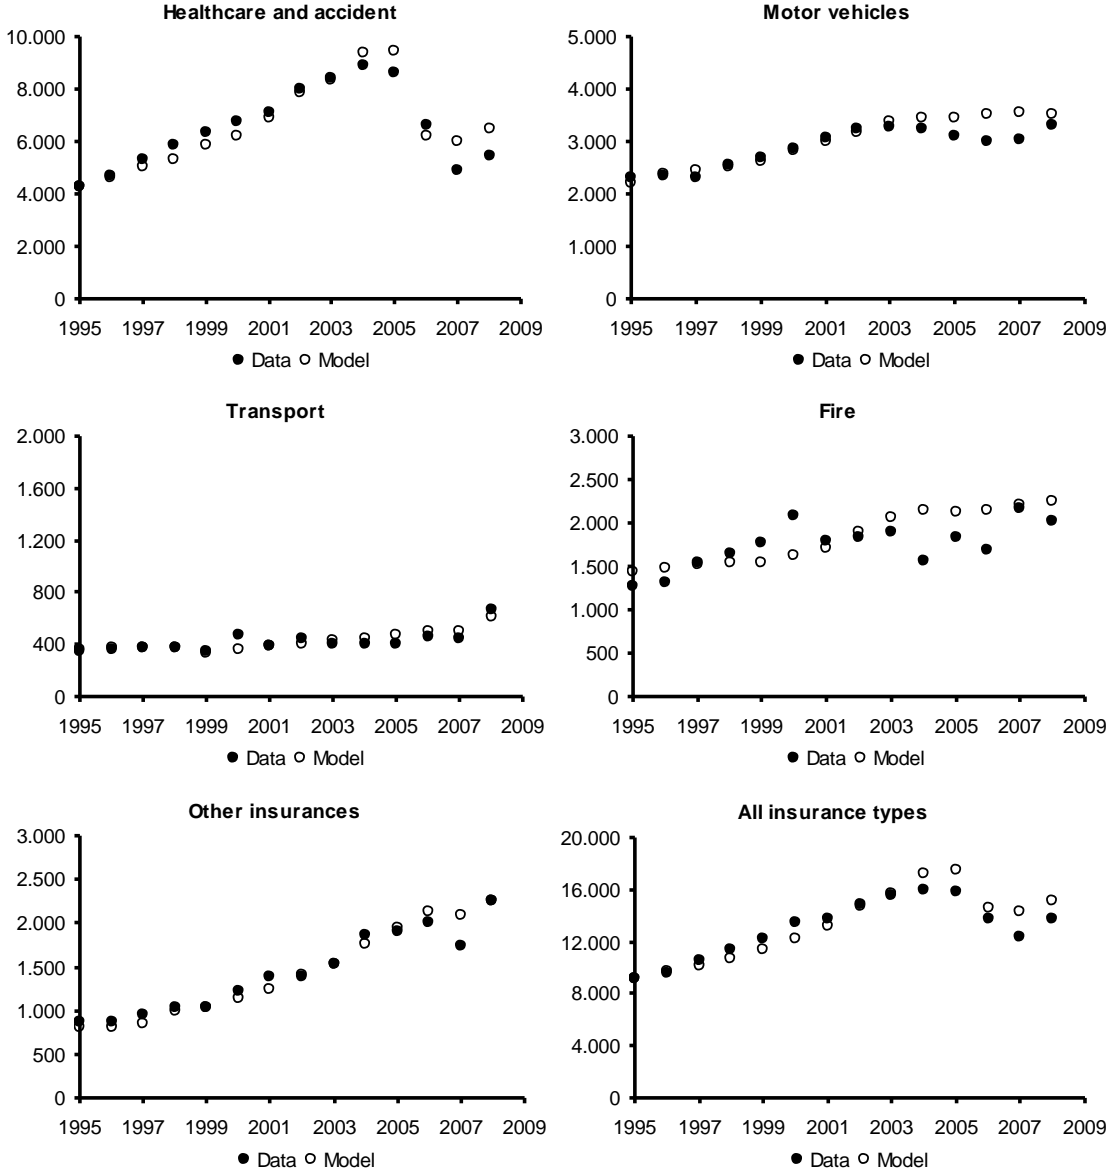 Healthcare and accident
10.000
8.000
6.000
4.000
2.000
0
1995 1997 1999 2001 2003 2005 2007 2009
Data Model
Motor vehicles
5.000
4.000
3.000
2.000
1.000
0
1995 1997 1999 2001 2003 2005 2007 2009
Data Model
Transport
2.000
1.600
1.200
800
400
0
1995 1997 1999 2001 2003 2005 2007 2009
Data Model
Fire
3.000
2.500
2.000
1.500
1.000
500
0
1995 1997 1999 2001 2003 2005 2007 2009
Data Model
Other insurances
3.000
2.500
2.000
1.500
1.000
500
0
1995 1997 1999 2001 2003 2005 2007 2009
Data Model
All insurance types
20.000
16.000
12.000
8.000
4.000
0
1995 1997 1999 2001 2003 2005 2007 2009
Data Model